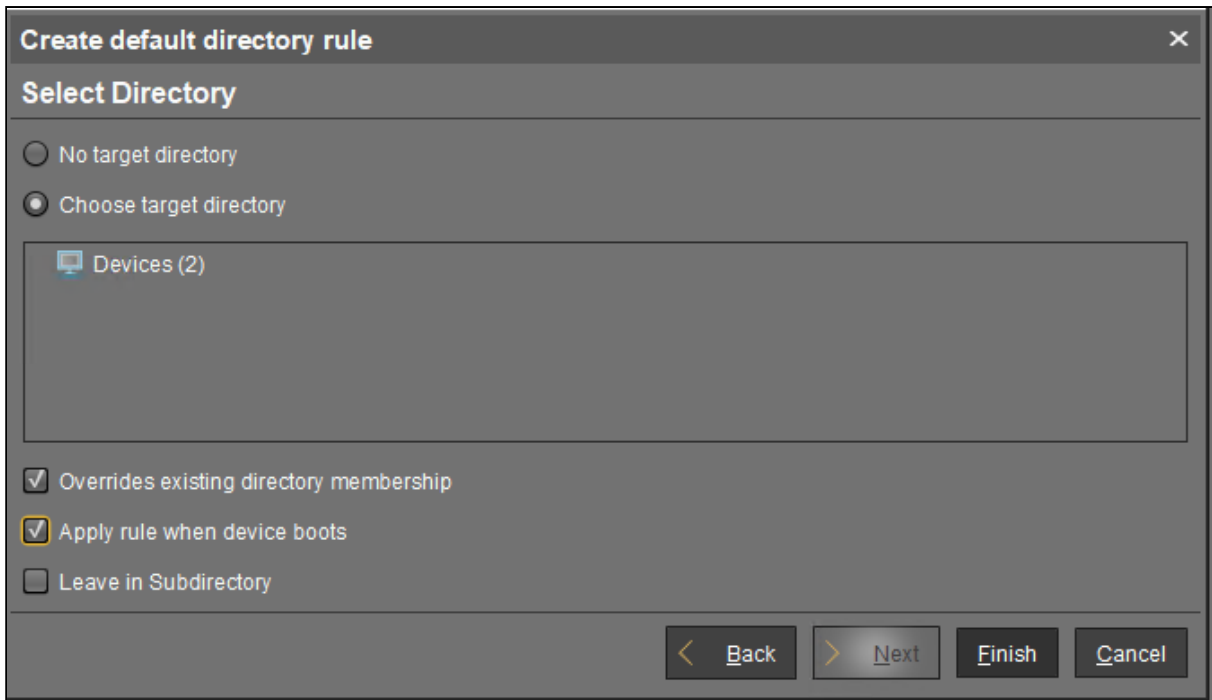 Create default directory rule
Select Directory
No target directory
Choose target directory
Devices (2)
Overrides existing directory membership
Apply rule when device boots
Leave in Subdirectory
Back Next Finish Cancel